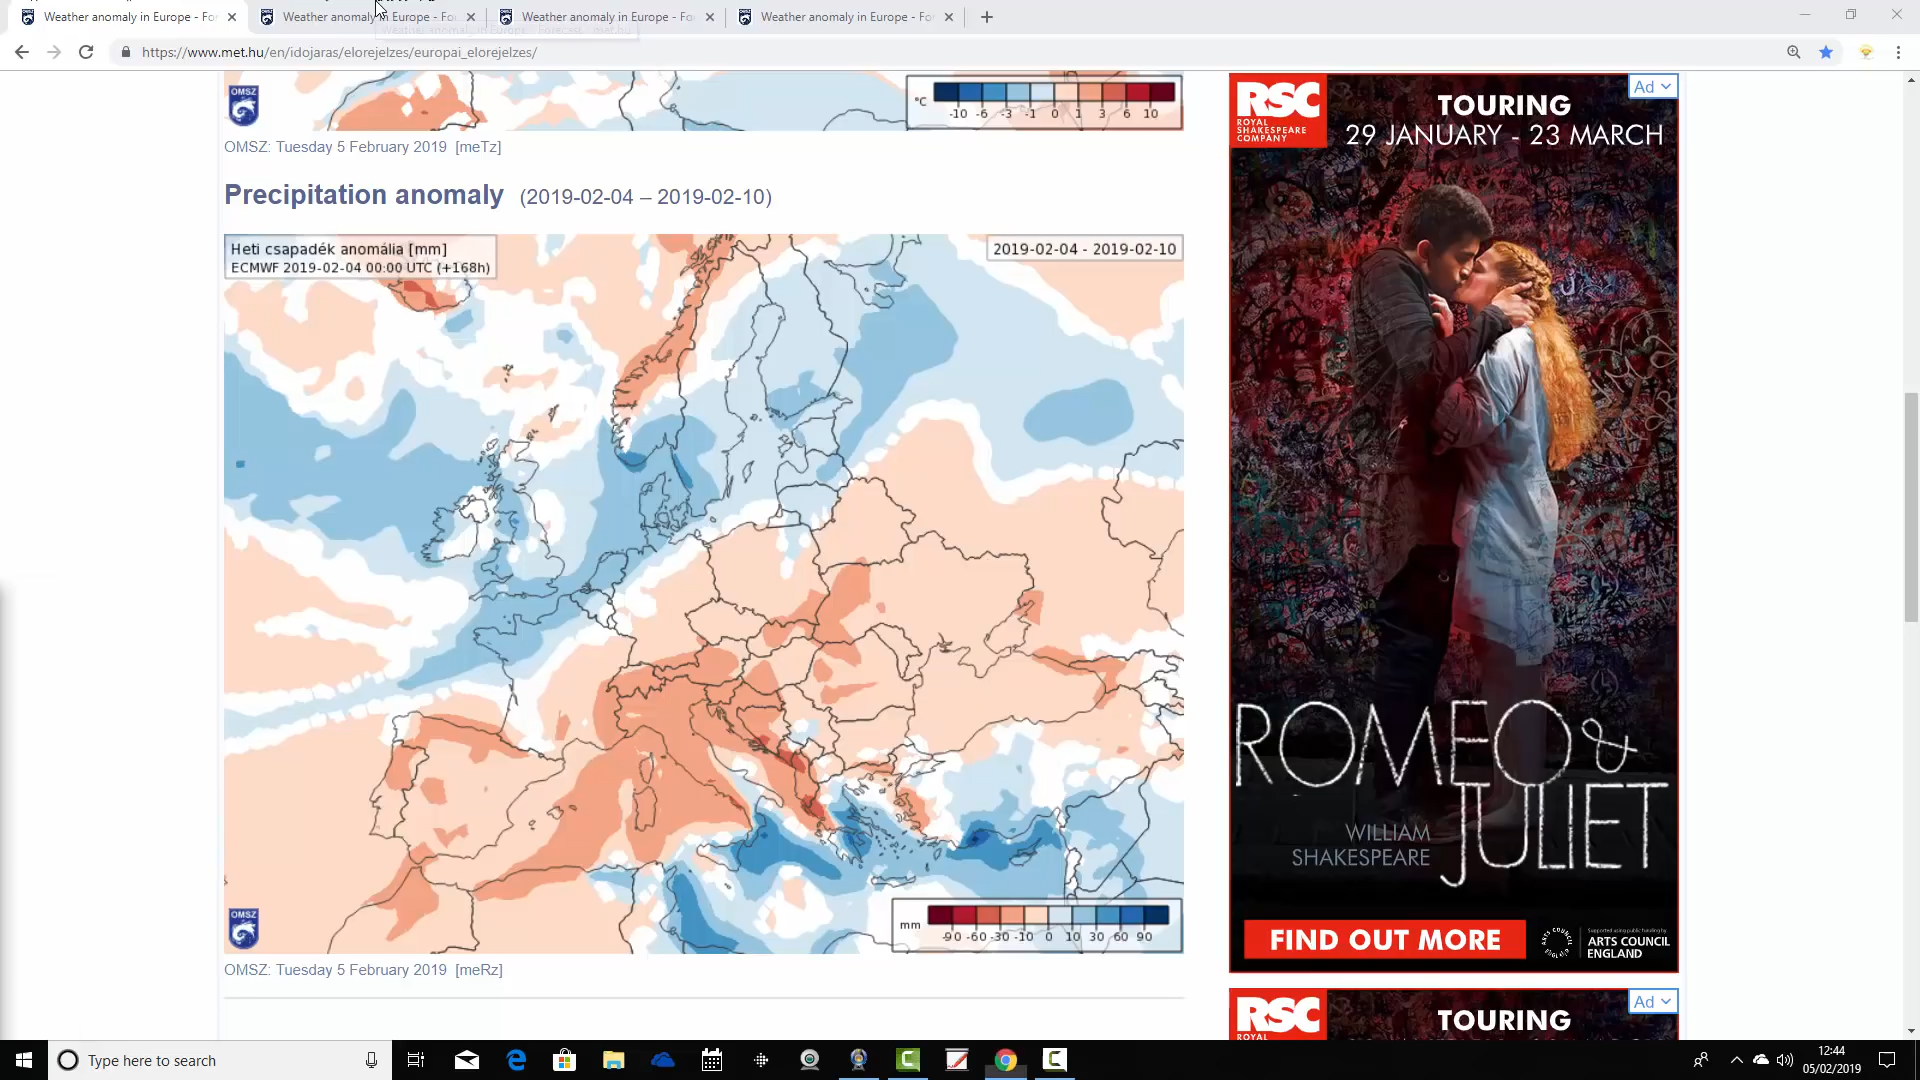 Weather anomaly in Europe - For
Weather anomaly in Europe - For
Weather anomaly in Europe - Fo
Weather anomaly in Europe - For
https://www.met.hu/en/idojaras/elorejelzes/europai_elorejelzes/
OMSZ
°C
-10 -6 -3 -1 0 1 3 6 10
OMSZ: Tuesday 5 February 2019 [meTz]
Precipitation anomaly (2019-02-04 – 2019-02-10)
Heti csapadék anomália [mm]
ECMWF 2019-02-04 00:00 UTC (+168h)
2019-02-04 - 2019-02-10
OMSZ
mm
-90 -60 -30 -10 0 10 30 60 90
OMSZ: Tuesday 5 February 2019 [meRz]
Ad
RSC
ROYAL
SHAKESPEARE
COMPANY
TOURING
29 JANUARY - 23 MARCH
ROMEO &
JULIET
WILLIAM
SHAKESPEARE
FIND OUT MORE
ARTS COUNCIL
ENGLAND
Ad
RSC
ROYAL
TOURING
Type here to search
12:44
05/02/2019